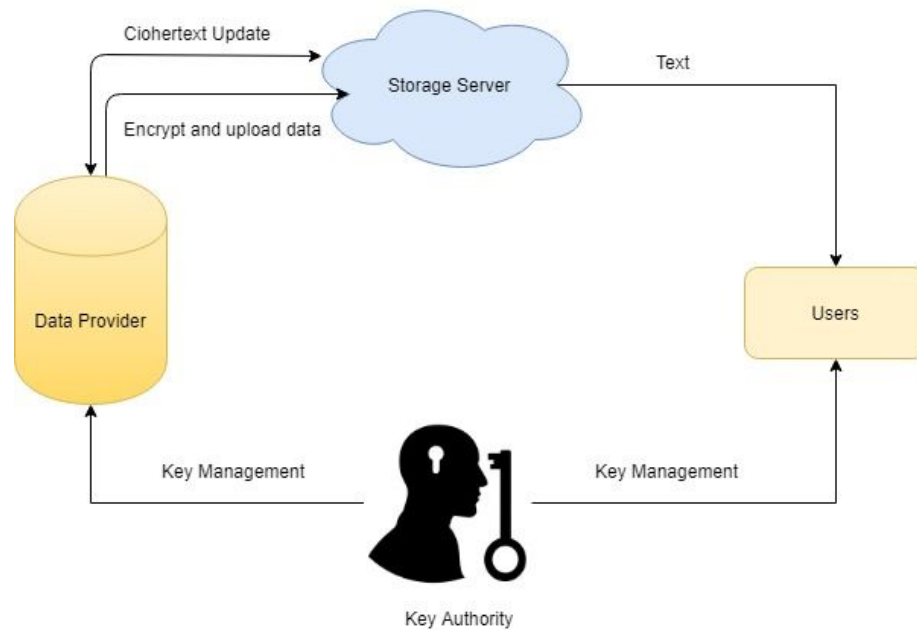 Ciohertext Update
Storage Server
Text
Encrypt and upload data
Data Provider
Users
Key Management
Key Management
Key Authority